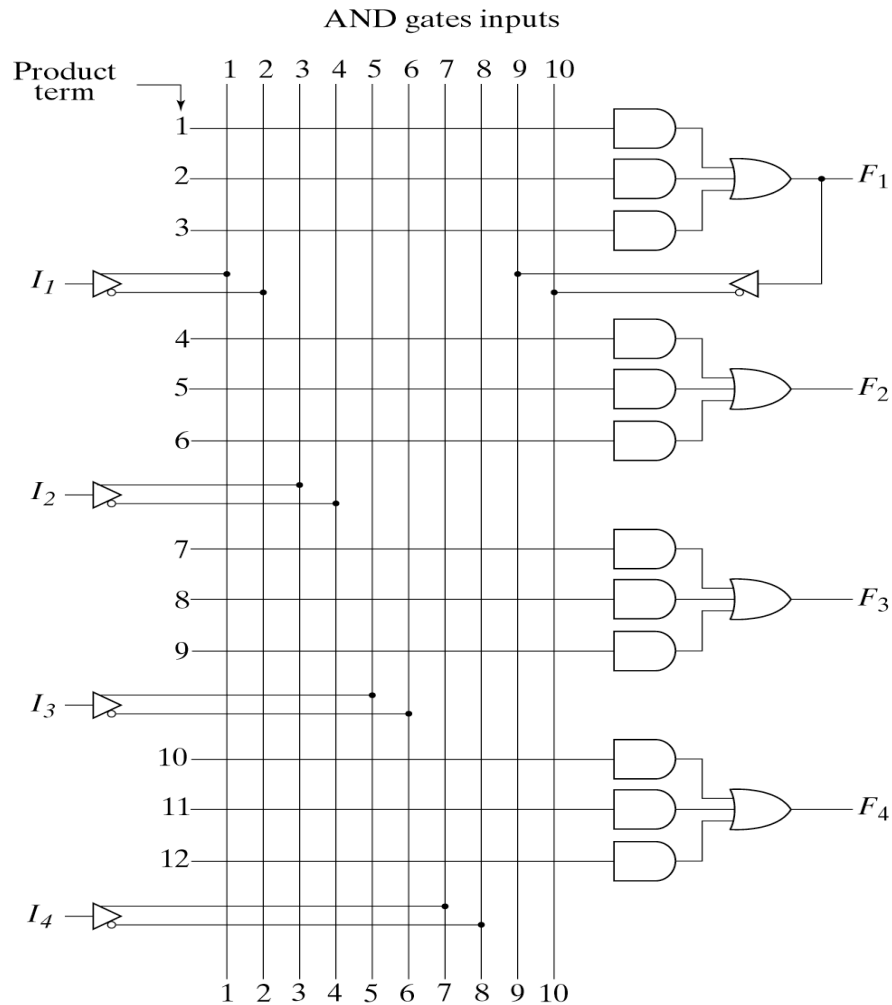 AND gates inputs
Product term
1 2 3 4 5 6 7 8 9 10
1
2
F₁
3
I₁
4
5
F₂
6
I₂
7
8
F₃
9
I₃
10
11
F₄
12
I₄
1 2 3 4 5 6 7 8 9 10